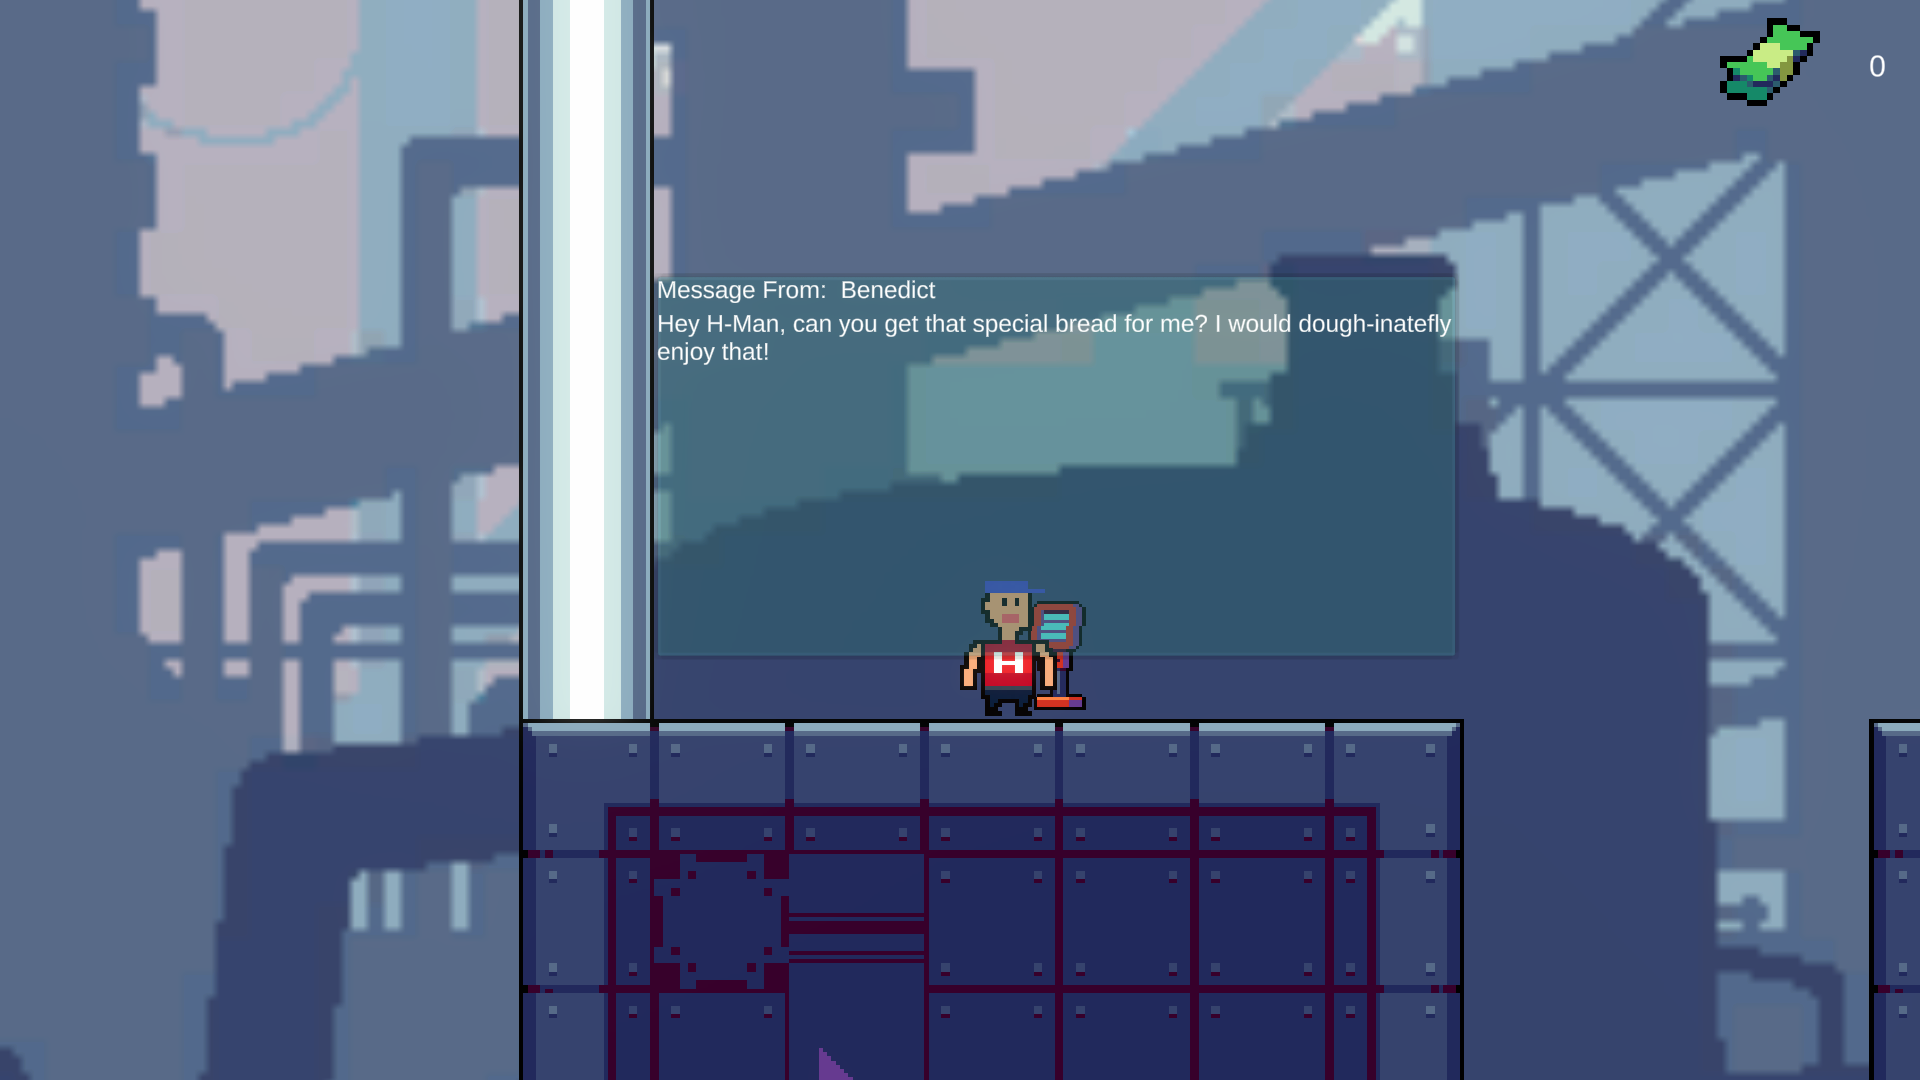 0
Message From:  Benedict
Hey H-Man, can you get that special bread for me? I would dough-inatefly
enjoy that!
H